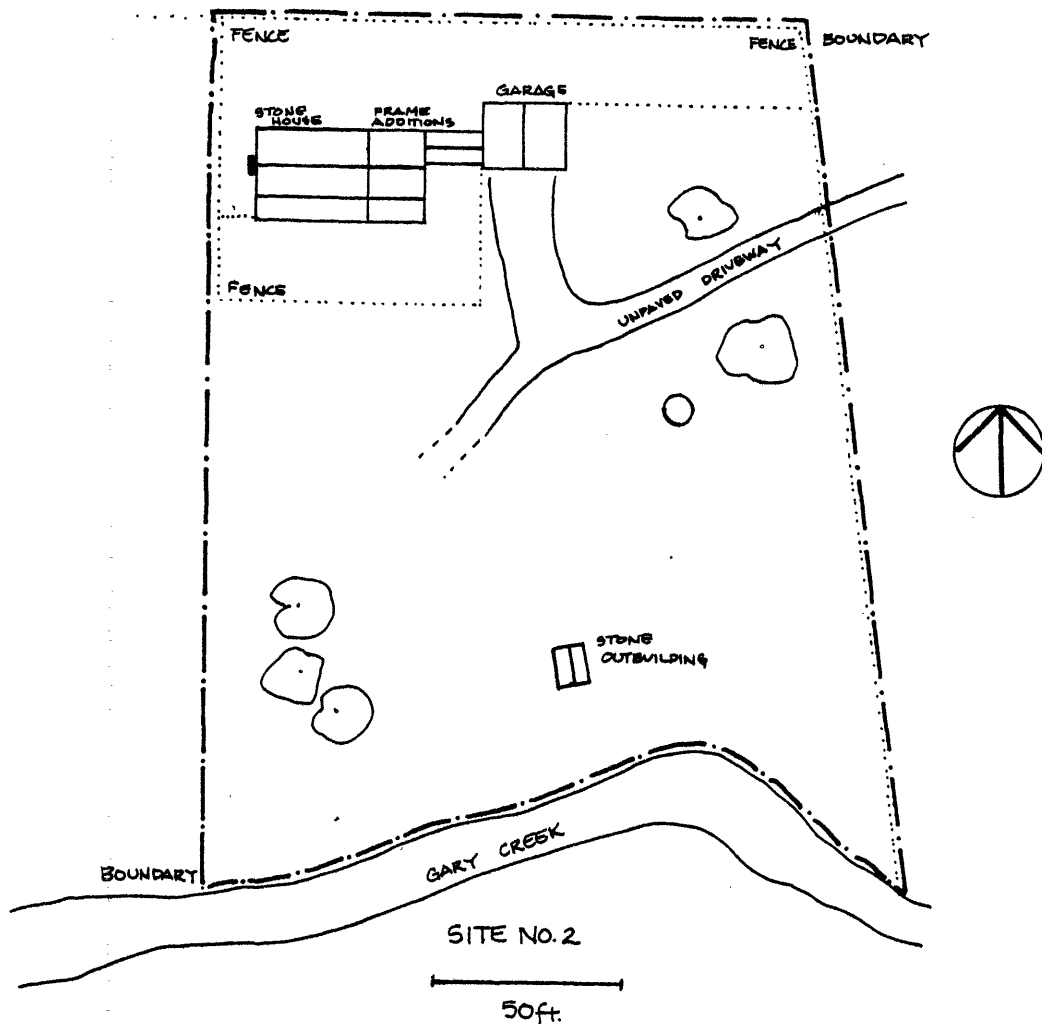 FENCE
FENCE
BOUNDARY
GARAGE
STONE
HOUSE
FRAME
ADDITIONS
UNPAVED DRIVEWAY
FENCE
STONE
OUTBUILDING
BOUNDARY
GARY CREEK
SITE NO. 2
50ft.